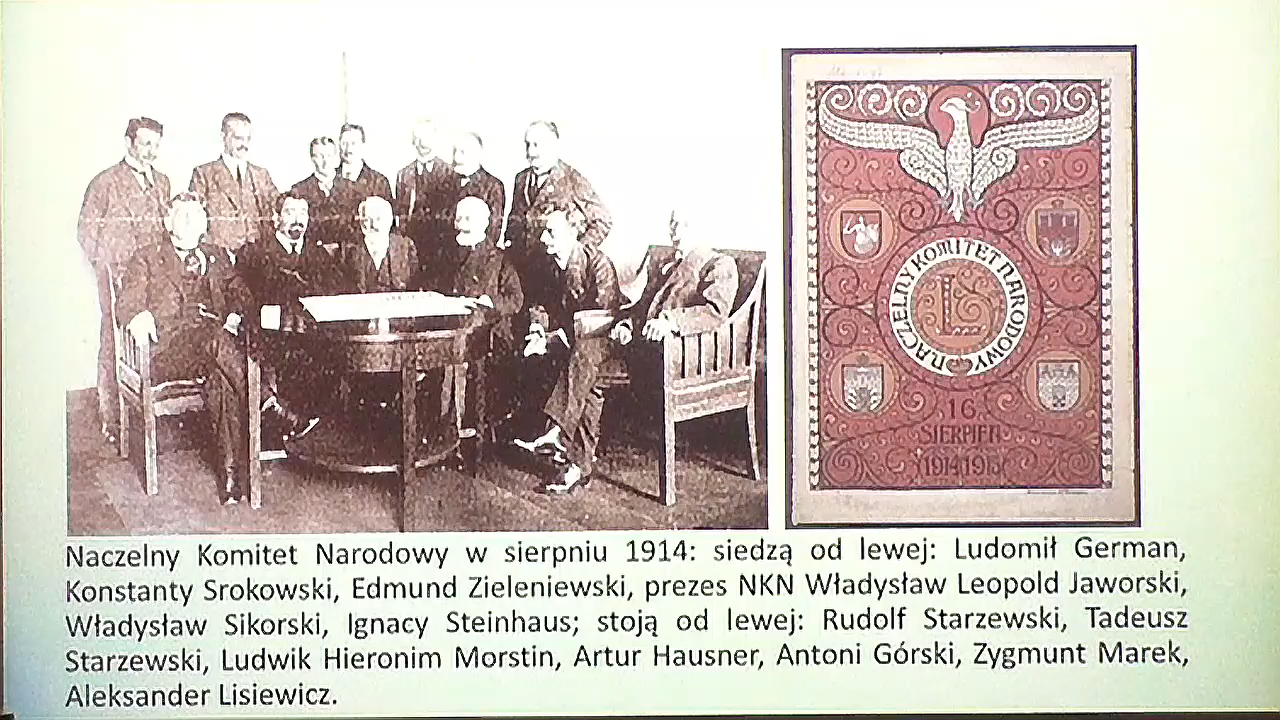 NACZELNY KOMITET NARODOWY
L
16
SIERPIEŃ
1914 1915
Naczelny Komitet Narodowy w sierpniu 1914: siedzą od lewej: Ludomił German,
Konstanty Srokowski, Edmund Zieleniewski, prezes NKN Władysław Leopold Jaworski,
Władysław Sikorski, Ignacy Steinhaus; stoją od lewej: Rudolf Starzewski, Tadeusz
Starzewski, Ludwik Hieronim Morstin, Artur Hausner, Antoni Górski, Zygmunt Marek,
Aleksander Lisiewicz.